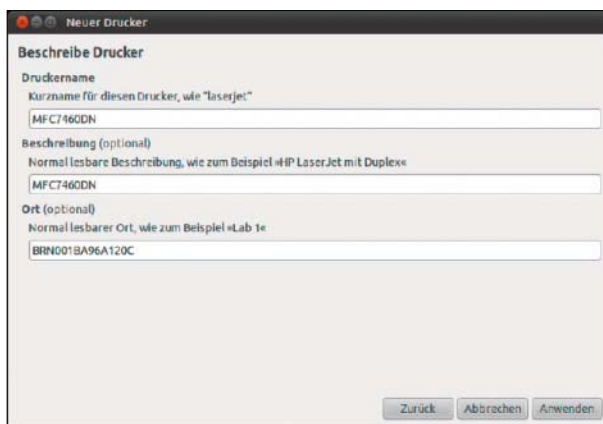 Neuer Drucker
Beschreibe Drucker
Druckername
Kurzname für diesen Drucker, wie "laserjet"
MFC7460DN
Beschreibung (optional)
Normal lesbare Beschreibung, wie zum Beispiel »HP LaserJet mit Duplex«
MFC7460DN
Ort (optional)
Normal lesbarer Ort, wie zum Beispiel »Lab 1«
BRN001BA96A120C
Zurück Abbrechen Anwenden